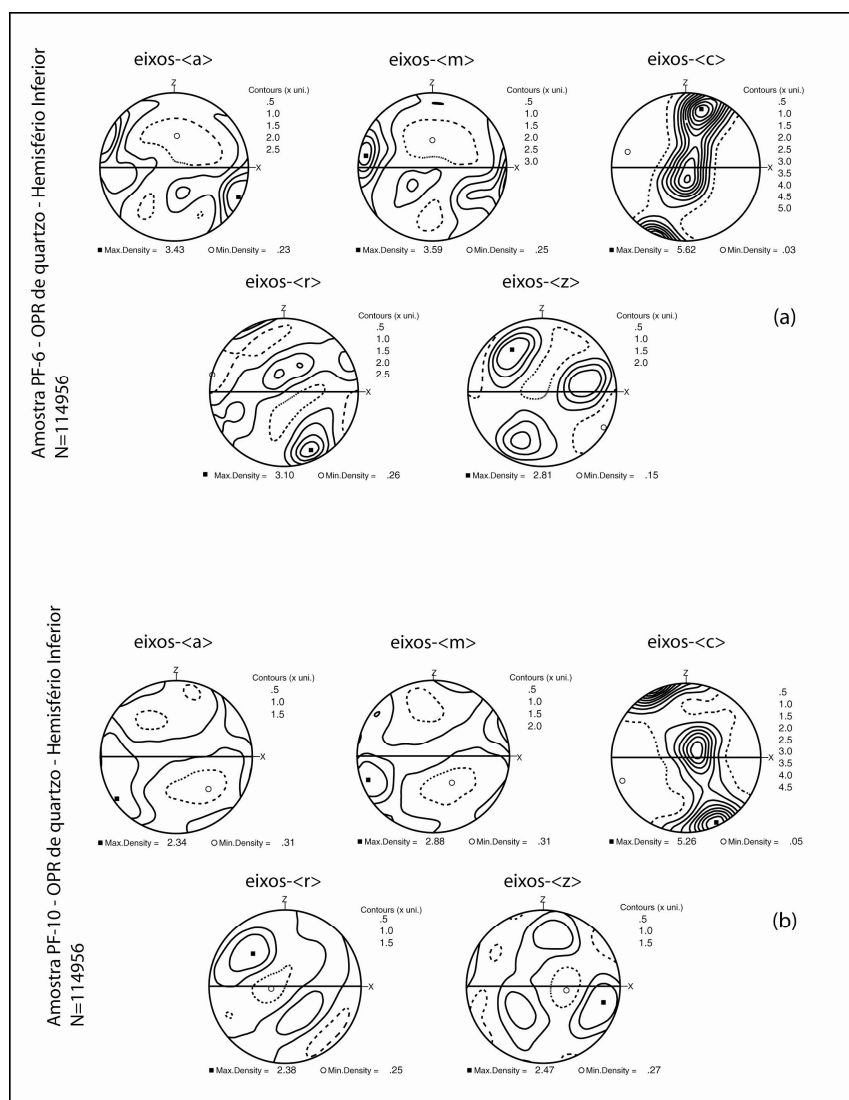 Amostra PF-6 - OPR de quartzo - Hemisfério Inferior
N=114956
eixos-<a>
Z
X
Contours (x uni.)
.5
1.0
1.5
2.0
2.5
■ Max.Density = 3.43 ○ Min.Density = .23
eixos-<m>
Z
X
Contours (x uni.)
.5
1.0
1.5
2.0
2.5
3.0
■ Max.Density = 3.59 ○ Min.Density = .25
eixos-<c>
Z
X
Contours (x uni.)
.5
1.0
1.5
2.0
2.5
3.0
3.5
4.0
4.5
5.0
■ Max.Density = 5.62 ○ Min.Density = .03
eixos-<r>
Z
X
Contours (x uni.)
.5
1.0
1.5
2.0
2.5
■ Max.Density = 3.10 ○ Min.Density = .26
eixos-<z>
Z
X
Contours (x uni.)
.5
1.0
1.5
2.0
■ Max.Density = 2.81 ○ Min.Density = .15
(a)
Amostra PF-10 - OPR de quartzo - Hemisfério Inferior
N=114956
eixos-<a>
Z
X
Contours (x uni.)
.5
1.0
1.5
■ Max.Density = 2.34 ○ Min.Density = .31
eixos-<m>
Z
X
Contours (x uni.)
.5
1.0
1.5
2.0
■ Max.Density = 2.88 ○ Min.Density = .31
eixos-<c>
Z
X
.5
1.0
1.5
2.0
2.5
3.0
3.5
4.0
4.5
■ Max.Density = 5.26 ○ Min.Density = .05
eixos-<r>
Z
X
Contours (x uni.)
.5
1.0
1.5
■ Max.Density = 2.38 ○ Min.Density = .25
eixos-<z>
Z
X
Contours (x uni.)
.5
1.0
1.5
■ Max.Density = 2.47 ○ Min.Density = .27
(b)